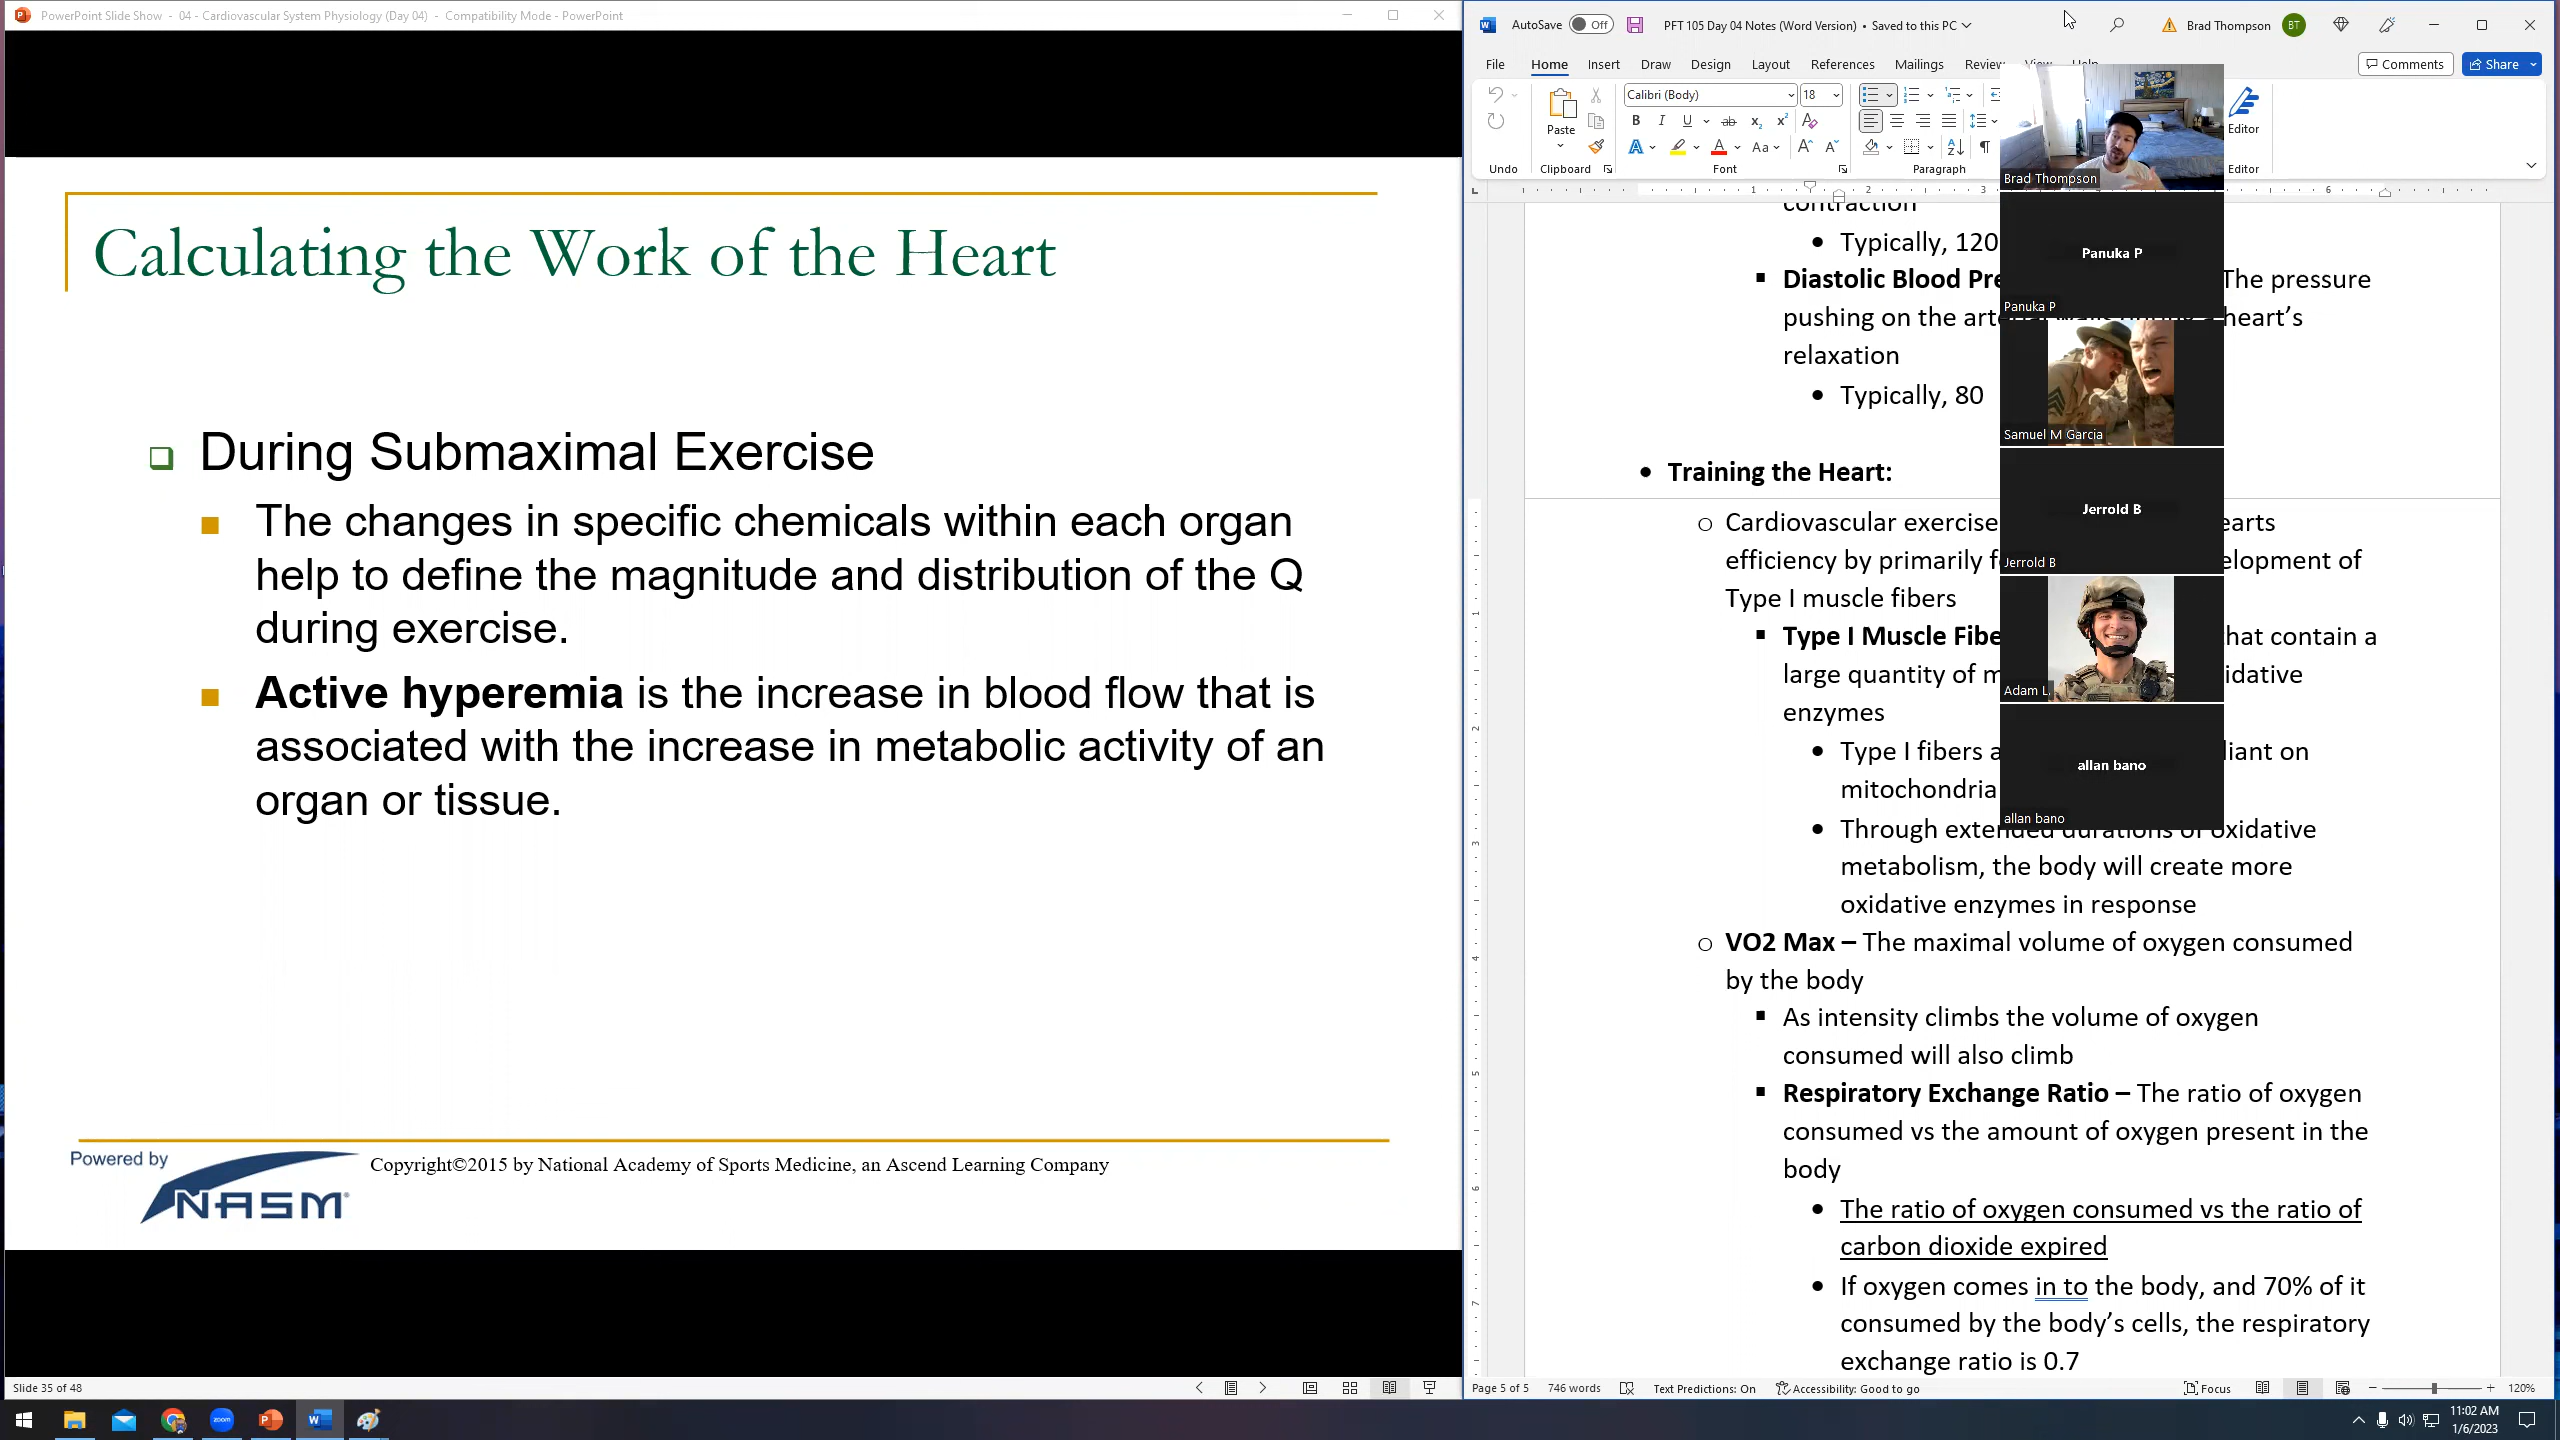 PowerPoint Slide Show - 04 - Cardiovascular System Physiology (Day 04) - Compatibility Mode - PowerPoint
Calculating the Work of the Heart
During Submaximal Exercise
The changes in specific chemicals within each organ
help to define the magnitude and distribution of the Q
during exercise.
Active hyperemia is the increase in blood flow that is
associated with the increase in metabolic activity of an
organ or tissue.
Powered by
NASM
Copyright©2015 by National Academy of Sports Medicine, an Ascend Learning Company
Slide 35 of 48
AutoSave Off PFT 105 Day 04 Notes (Word Version) • Saved to this PC Brad Thompson BT
File Home Insert Draw Design Layout References Mailings Review View Help Comments Share
Calibri (Body) 18
Paste Editor
Undo Clipboard Font Paragraph Editor
contraction
• Typically, 120
Diastolic Blood Pre The pressure
pushing on the arterial walls during a heart's
relaxation
• Typically, 80
• Training the Heart:
Cardiovascular exercise earts
efficiency by primarily f elopment of
Type I muscle fibers
Type I Muscle Fibe that contain a
large quantity of m idative
enzymes
• Type I fibers a liant on
mitochondria
• Through extended durations of oxidative
metabolism, the body will create more
oxidative enzymes in response
VO2 Max – The maximal volume of oxygen consumed
by the body
As intensity climbs the volume of oxygen
consumed will also climb
Respiratory Exchange Ratio – The ratio of oxygen
consumed vs the amount of oxygen present in the
body
• The ratio of oxygen consumed vs the ratio of
carbon dioxide expired
• If oxygen comes in to the body, and 70% of it
consumed by the body's cells, the respiratory
exchange ratio is 0.7
Brad Thompson
Panuka P
Panuka P
Samuel M Garcia
Jerrold B
Jerrold B
Adam L.
allan bano
allan bano
Page 5 of 5 746 words Text Predictions: On Accessibility: Good to go Focus 120%
zoom
11:02 AM
1/6/2023